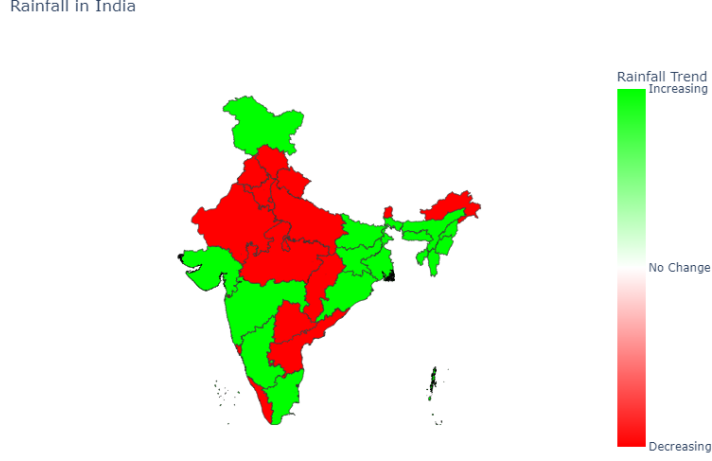 Rainfall in India
Rainfall Trend
Increasing
No Change
Decreasing